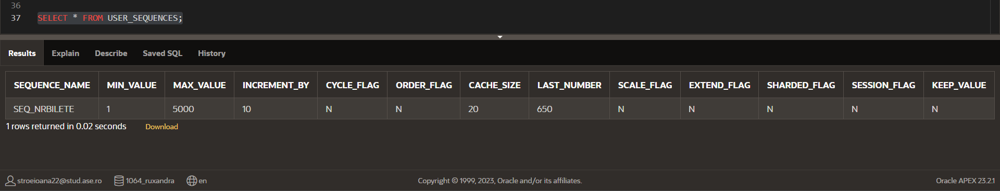 36
37 SELECT * FROM USER_SEQUENCES;
Results Explain Describe Saved SQL History
SEQUENCE_NAME MIN_VALUE MAX_VALUE INCREMENT_BY CYCLE_FLAG ORDER_FLAG CACHE_SIZE LAST_NUMBER SCALE_FLAG EXTEND_FLAG SHARDED_FLAG SESSION_FLAG KEEP_VALUE
SEQ_NRBILETE 1 5000 10 N N 20 650 N N N N N
1 rows returned in 0.02 seconds Download
stroeioana22@stud.ase.ro 1064_ruxandra en Copyright © 1999, 2023, Oracle and/or its affiliates. Oracle APEX 23.2.1